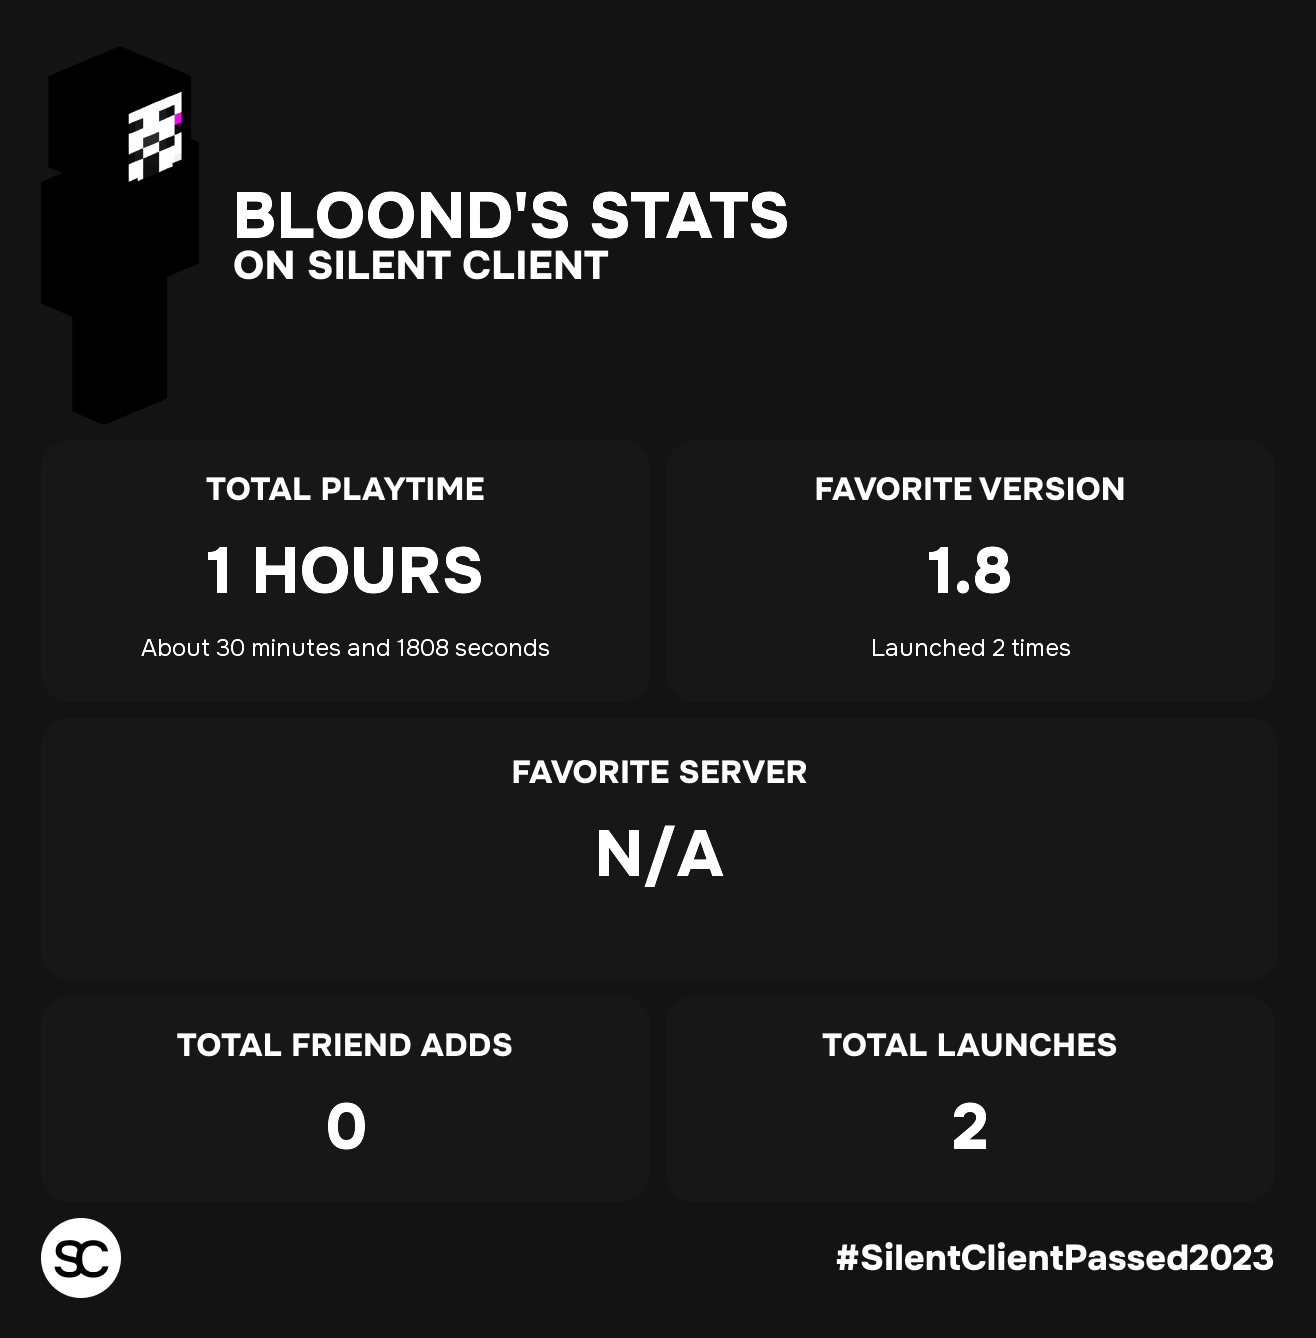 BLOOND'S STATS
ON SILENT CLIENT
TOTAL PLAYTIME
1 HOURS
About 30 minutes and 1808 seconds
FAVORITE VERSION
1.8
Launched 2 times
FAVORITE SERVER
N/A
TOTAL FRIEND ADDS
0
TOTAL LAUNCHES
2
SC
#SilentClientPassed2023